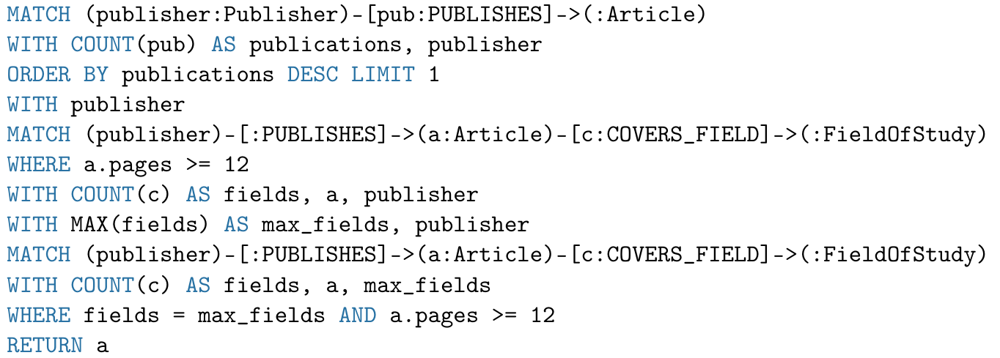 MATCH (publisher:Publisher)-[pub:PUBLISHES]->(:Article)
WITH COUNT(pub) AS publications, publisher
ORDER BY publications DESC LIMIT 1
WITH publisher
MATCH (publisher)-[:PUBLISHES]->(a:Article)-[c:COVERS_FIELD]->(:FieldOfStudy)
WHERE a.pages >= 12
WITH COUNT(c) AS fields, a, publisher
WITH MAX(fields) AS max_fields, publisher
MATCH (publisher)-[:PUBLISHES]->(a:Article)-[c:COVERS_FIELD]->(:FieldOfStudy)
WITH COUNT(c) AS fields, a, max_fields
WHERE fields = max_fields AND a.pages >= 12
RETURN a